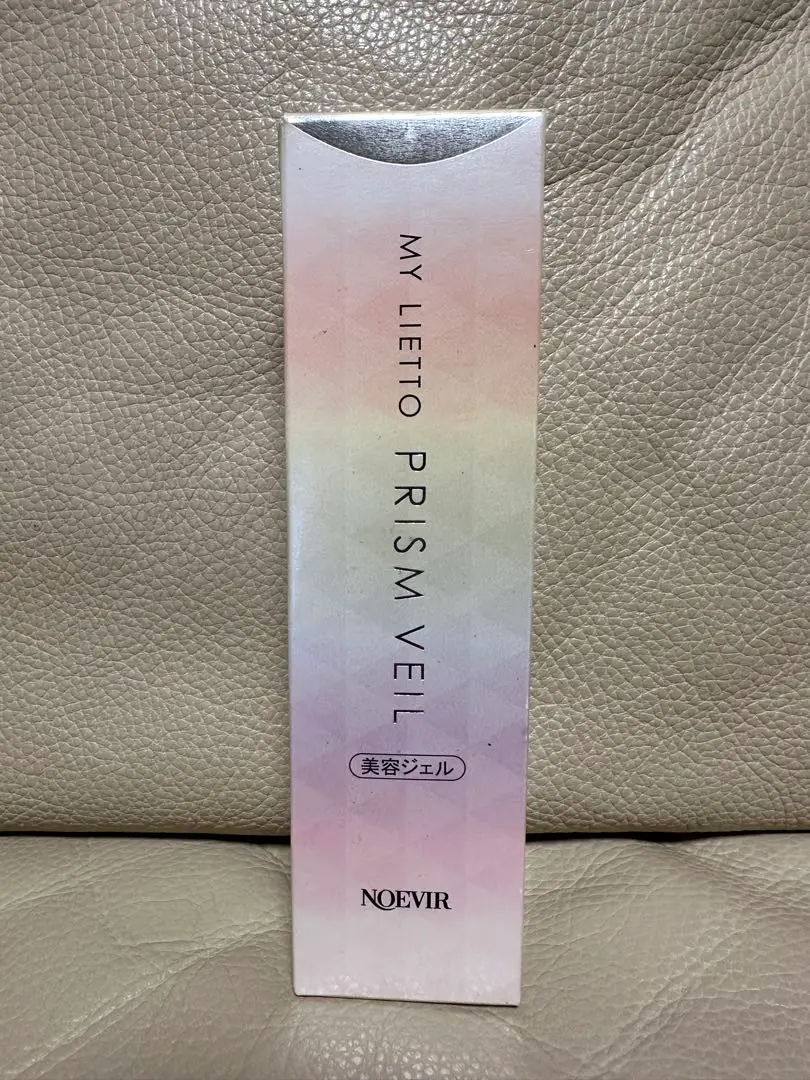 MY LIETTO PRISM VEIL
美容ジェル
NOEVIR